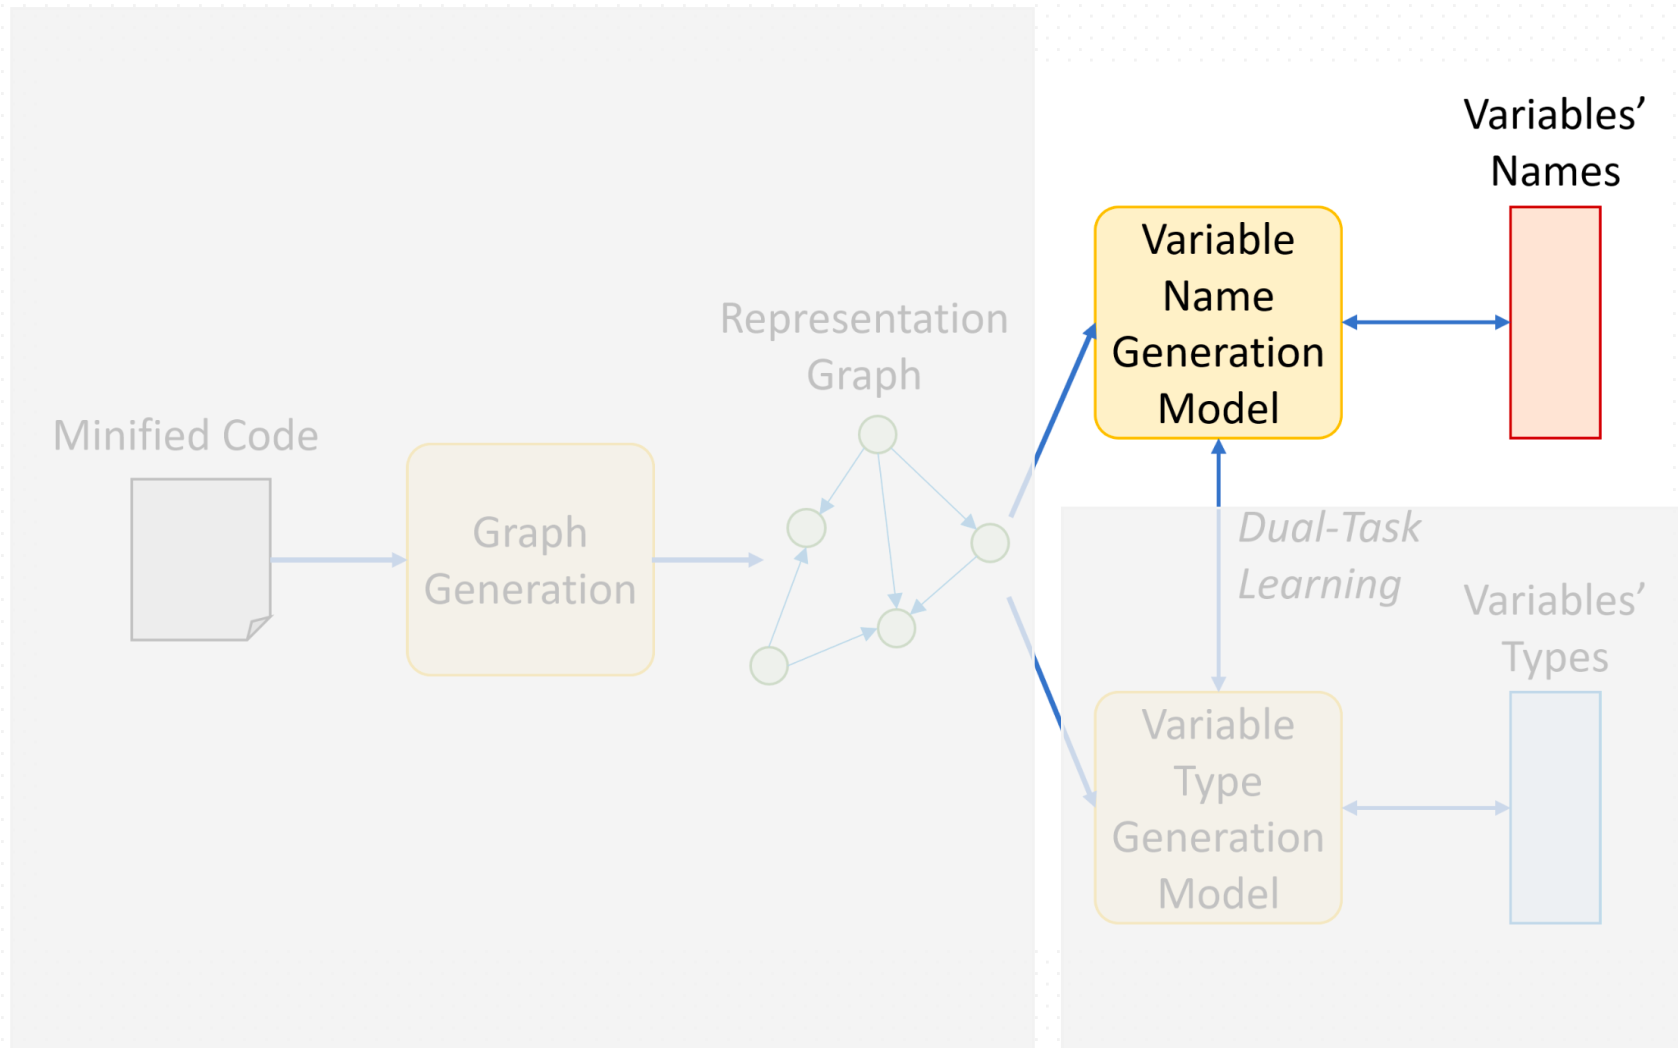 Minified Code
Graph
Generation
Representation
Graph
Variable
Name
Generation
Model
Variables’
Names
Dual-Task
Learning
Variable
Type
Generation
Model
Variables’
Types